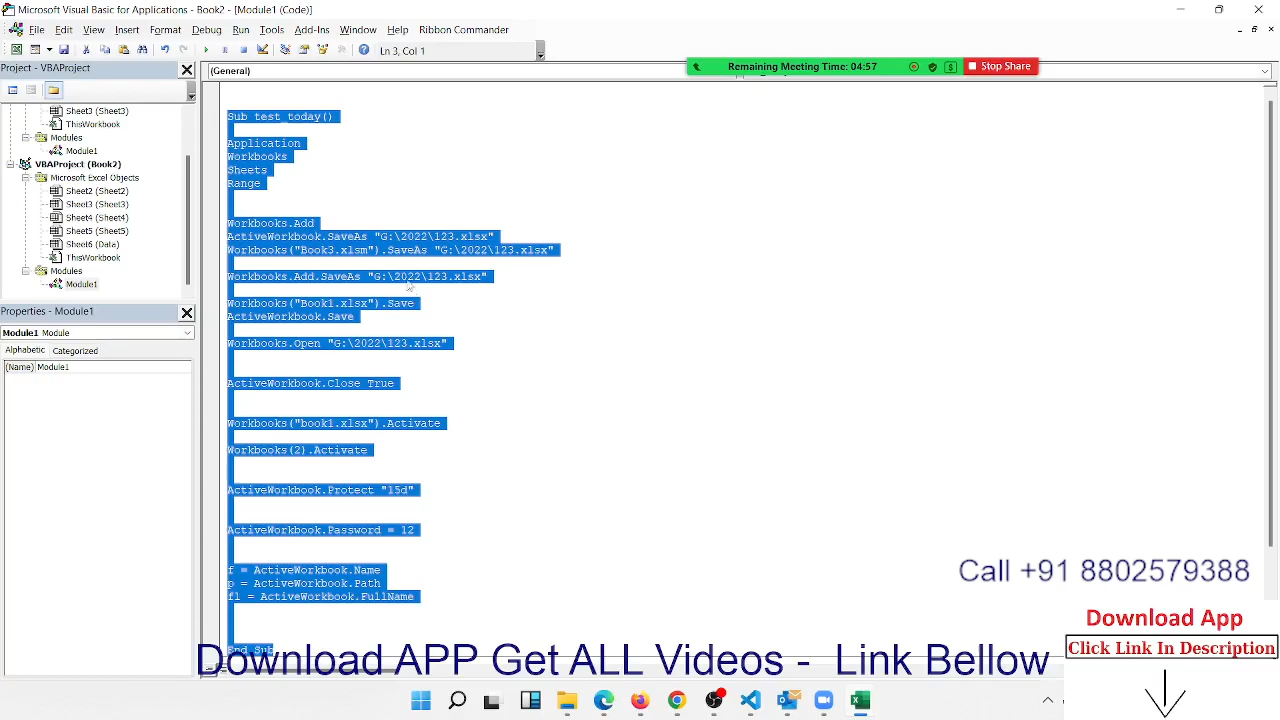 Microsoft Visual Basic for Applications - Book2 - [Module1 (Code)]
File Edit View Insert Format Debug Run Tools Add-Ins Window Help Ribbon Commander
Ln 3, Col 1
Project - VBAProject
(General)
Remaining Meeting Time: 04:57
Stop Share
Sheet3 (Sheet3)
ThisWorkbook
Modules
Module1
VBAProject (Book2)
Microsoft Excel Objects
Sheet2 (Sheet2)
Sheet3 (Sheet3)
Sheet4 (Sheet4)
Sheet5 (Sheet5)
Sheet6 (Data)
ThisWorkbook
Modules
Module1
Properties - Module1
Module1 Module
Alphabetic Categorized
(Name) Module1
Sub test_today()
Application
Workbooks
Sheets
Range
Workbooks.Add
ActiveWorkbook.SaveAs "G:\2022\123.xlsx"
Workbooks("Book3.xlsm").SaveAs "G:\2022\123.xlsx"
Workbooks.Add.SaveAs "G:\2022\123.xlsx"
Workbooks("Book1.xlsx").Save
ActiveWorkbook.Save
Workbooks.Open "G:\2022\123.xlsx"
ActiveWorkbook.Close True
Workbooks("book1.xlsx").Activate
Workbooks(2).Activate
ActiveWorkbook.Protect "15d"
ActiveWorkbook.Password = 12
f = ActiveWorkbook.Name
p = ActiveWorkbook.Path
f1 = ActiveWorkbook.FullName
End Sub
Call +91 8802579388
Download App
Click Link In Description
Download APP Get ALL Videos - Link Bellow